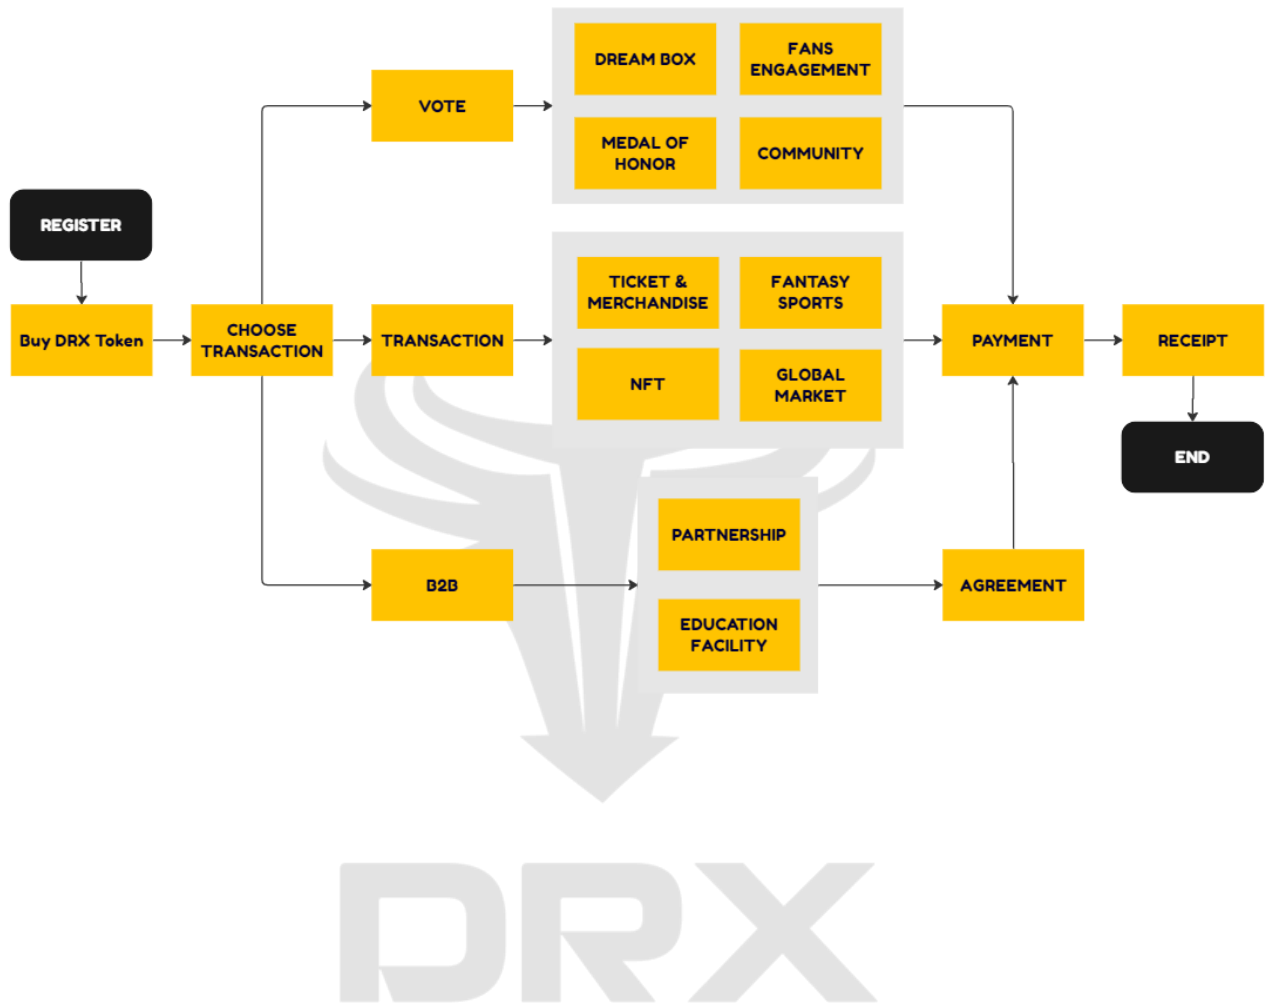 DREAM BOX
FANS
ENGAGEMENT
VOTE
MEDAL OF
HONOR
COMMUNITY
REGISTER
TICKET &
MERCHANDISE
FANTASY
SPORTS
Buy DRX Token
CHOOSE
TRANSACTION
TRANSACTION
PAYMENT
RECEIPT
NFT
GLOBAL
MARKET
END
PARTNERSHIP
B2B
AGREEMENT
EDUCATION
FACILITY
DRX